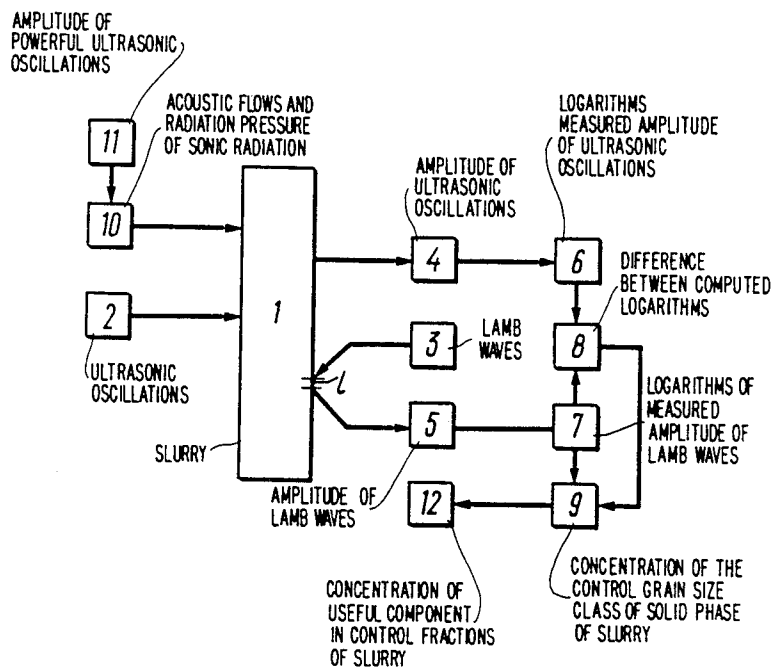 AMPLITUDE OF
POWERFUL ULTRASONIC
OSCILLATIONS
11
ACOUSTIC FLOWS AND
RADIATION PRESSURE
OF SONIC RADIATION
10
2
ULTRASONIC
OSCILLATIONS
1
SLURRY
AMPLITUDE OF
ULTRASONIC
OSCILLATIONS
4
LOGARITHMS
MEASURED AMPLITUDE OF
ULTRASONIC
OSCILLATIONS
6
DIFFERENCE
BETWEEN COMPUTED
LOGARITHMS
8
3
LAMB
WAVES
l
5
AMPLITUDE OF
LAMB WAVES
7
LOGARITHMS OF
MEASURED
AMPLITUDE OF
LAMB WAVES
12
CONCENTRATION OF
USEFUL COMPONENT
IN CONTROL FRACTIONS
OF SLURRY
9
CONCENTRATION OF THE
CONTROL GRAIN SIZE
CLASS OF SOLID PHASE
OF SLURRY